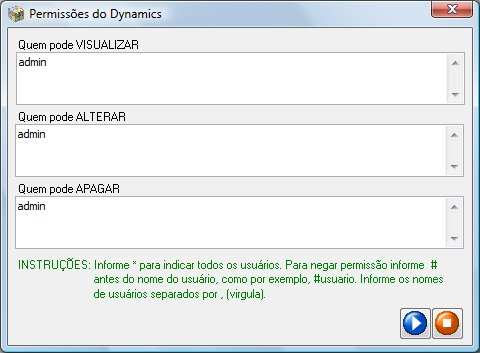 Permissões do Dynamics
Quem pode VISUALIZAR
admin
Quem pode ALTERAR
admin
Quem pode APAGAR
admin
INSTRUÇÕES: Informe * para indicar todos os usuários. Para negar permissão informe #
antes do nome do usuário, como por exemplo, #usuario. Informe os nomes
de usuários separados por , (virgula).